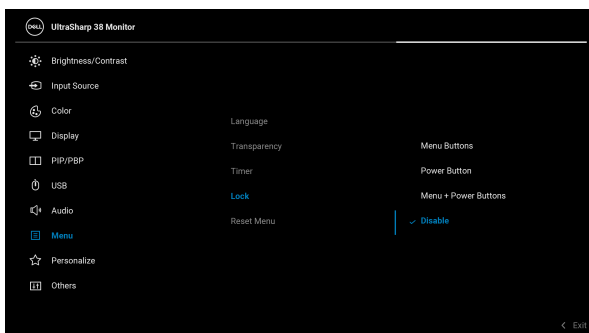 DELL UltraSharp 38 Monitor
Brightness/Contrast
Input Source
Color
Display
PIP/PBP
USB
Audio
Menu
Personalize
Others
Language
Transparency
Timer
Lock
Reset Menu
Menu Buttons
Power Button
Menu + Power Buttons
Disable
Exit